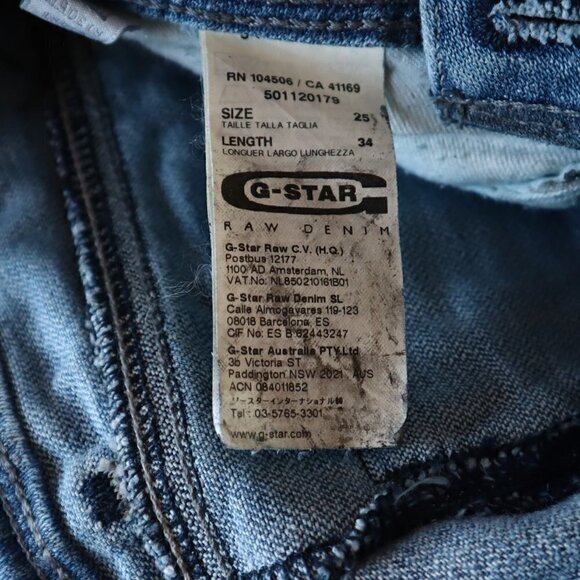 RN 104506 / CA 41169
501120179
SIZE 25
TAILLE TALLA TAGLIA
LENGTH 34
LONGUER LARGO LUNGHEZZA
G-STAR
RAW DENIM
G-Star Raw C.V. (H.Q.)
Postbus 12177
1100 AD Amsterdam, NL
VAT.No: NL850210161B01
G-Star Raw Denim SL
Calle Almogavares 119-123
08018 Barcelona, ES
CIF No: ES B 62443247
G-Star Australia PTY.Ltd
3b Victoria ST
Paddington NSW 2021, AUS
ACN 084011852
ジースターインターナショナル㈱
Tel: 03-5765-3301
www.g-star.com